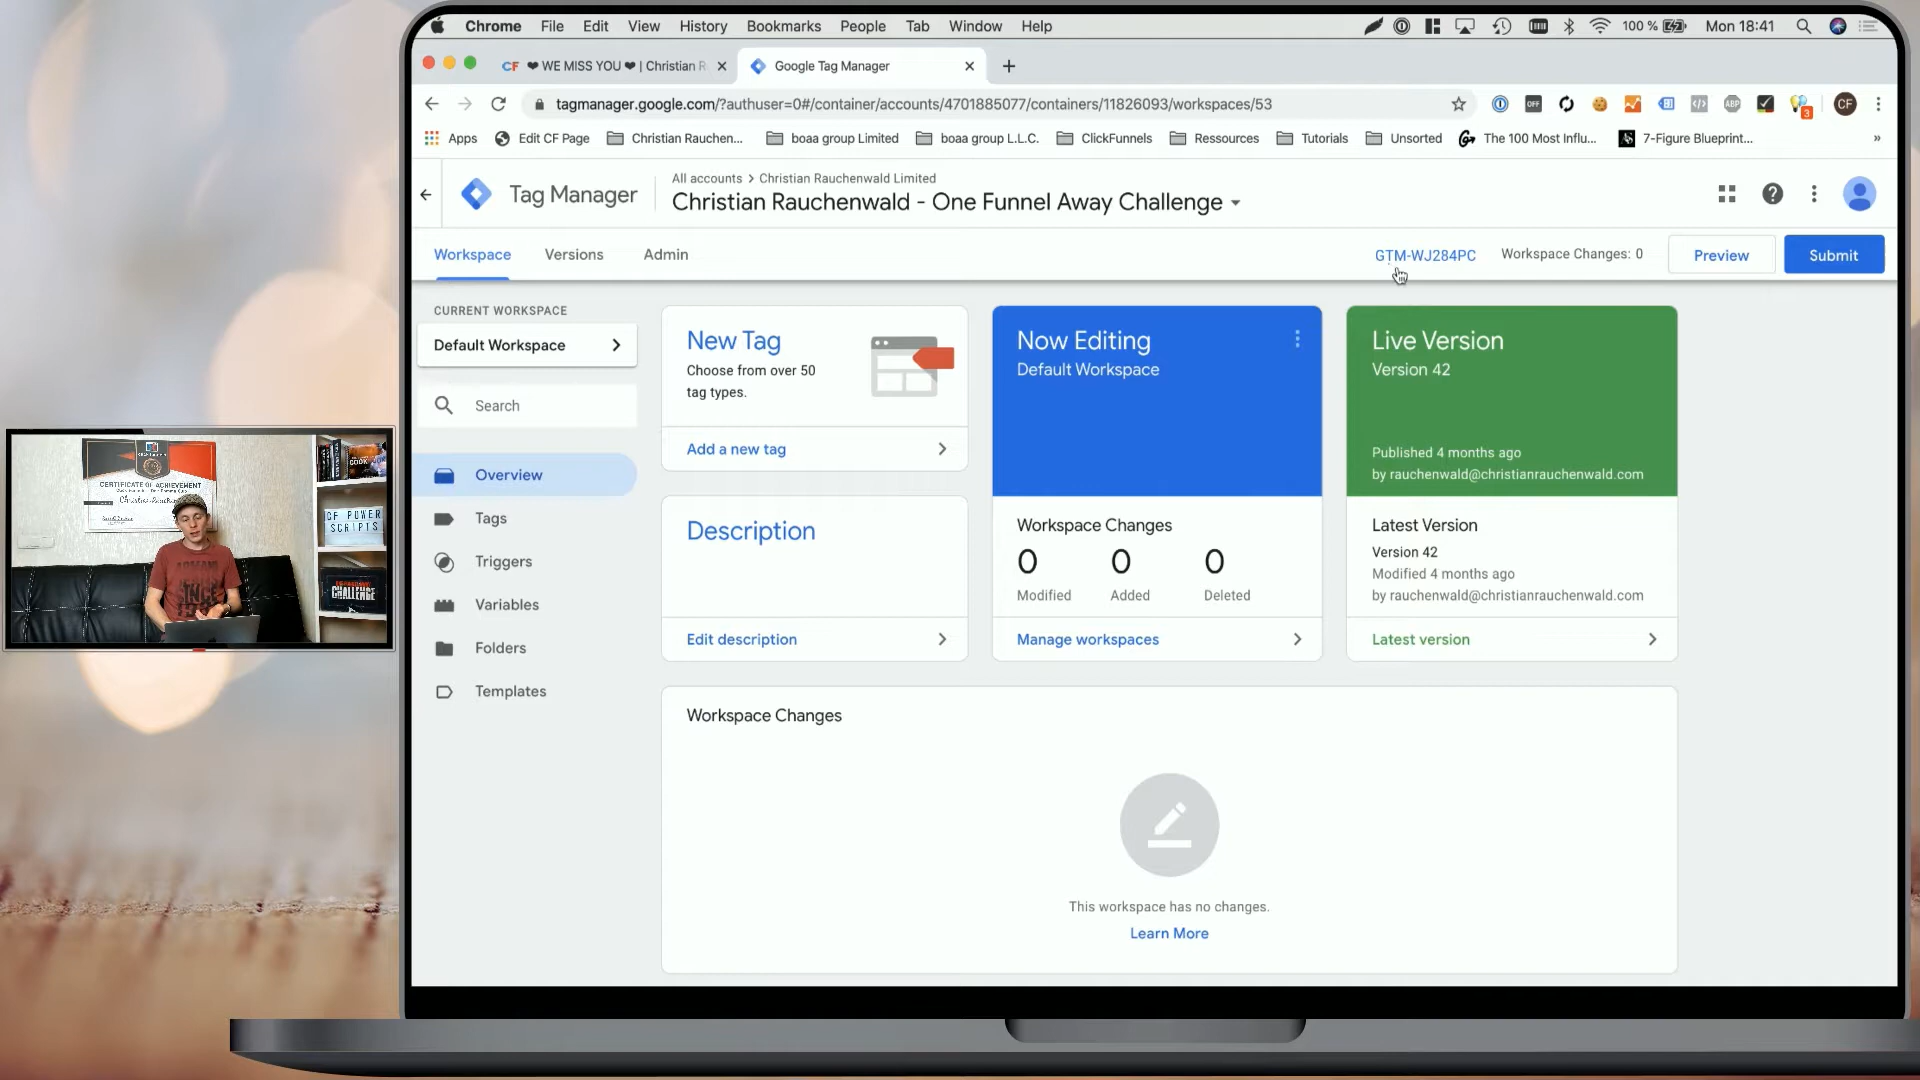 Chrome File Edit View History Bookmarks People Tab Window Help 100 % Mon 18:41
CF ❤ WE MISS YOU ❤ | Christian R
Google Tag Manager
tagmanager.google.com/?authuser=0#/container/accounts/4701885077/containers/11826093/workspaces/53
OFF ABP 3 CF
Apps Edit CF Page Christian Rauchen... boaa group Limited boaa group L.L.C. ClickFunnels Ressources Tutorials Unsorted The 100 Most Influ... 7-Figure Blueprint... »
Tag Manager
All accounts > Christian Rauchenwald Limited
Christian Rauchenwald - One Funnel Away Challenge
Workspace Versions Admin
GTM-WJ284PC Workspace Changes: 0 Preview Submit
CURRENT WORKSPACE
Default Workspace
Search
Overview
Tags
Triggers
Variables
Folders
Templates
New Tag
Choose from over 50
tag types.
Add a new tag
Description
Edit description
Now Editing
Default Workspace
Workspace Changes
0 0 0
Modified Added Deleted
Manage workspaces
Live Version
Version 42
Published 4 months ago
by rauchenwald@christianrauchenwald.com
Latest Version
Version 42
Modified 4 months ago
by rauchenwald@christianrauchenwald.com
Latest version
Workspace Changes
This workspace has no changes.
Learn More
CERTIFICATE OF ACHIEVEMENT
COOK
CF POWER
SCRIPTS
CHALLENGE